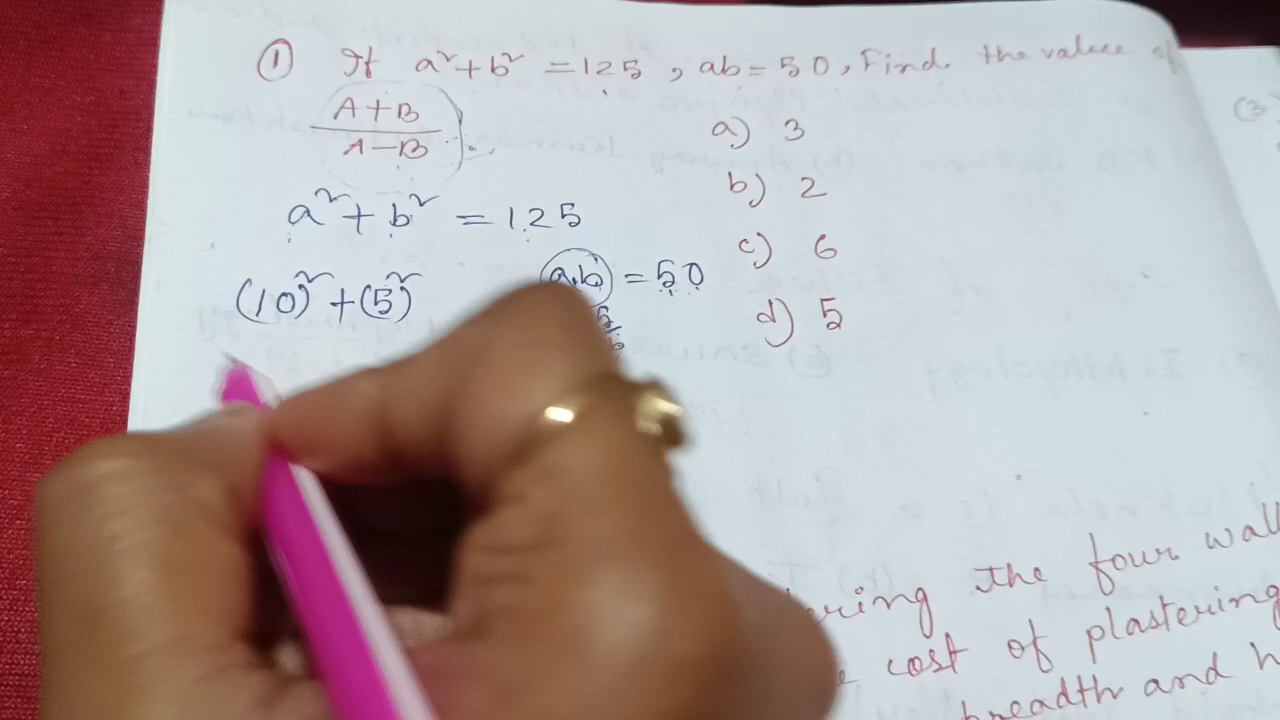 ① If a²+b² = 125, ab = 50, Find the value of
A+B
A-B
a) 3
b) 2
c) 6
d) 5
a²+b² = 125
(10)²+(5)²
a.b = 50
the four wall
cost of plastering
breadth and h